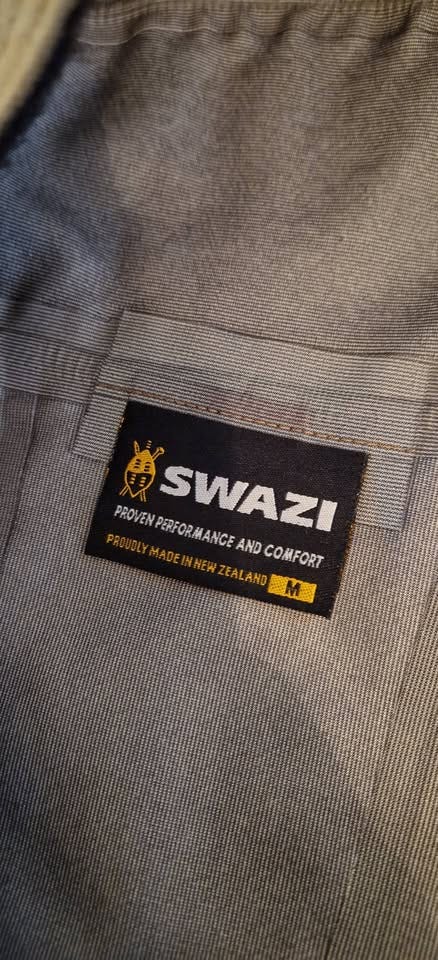 SWAZI
PROVEN PERFORMANCE AND COMFORT
PROUDLY MADE IN NEW ZEALAND M